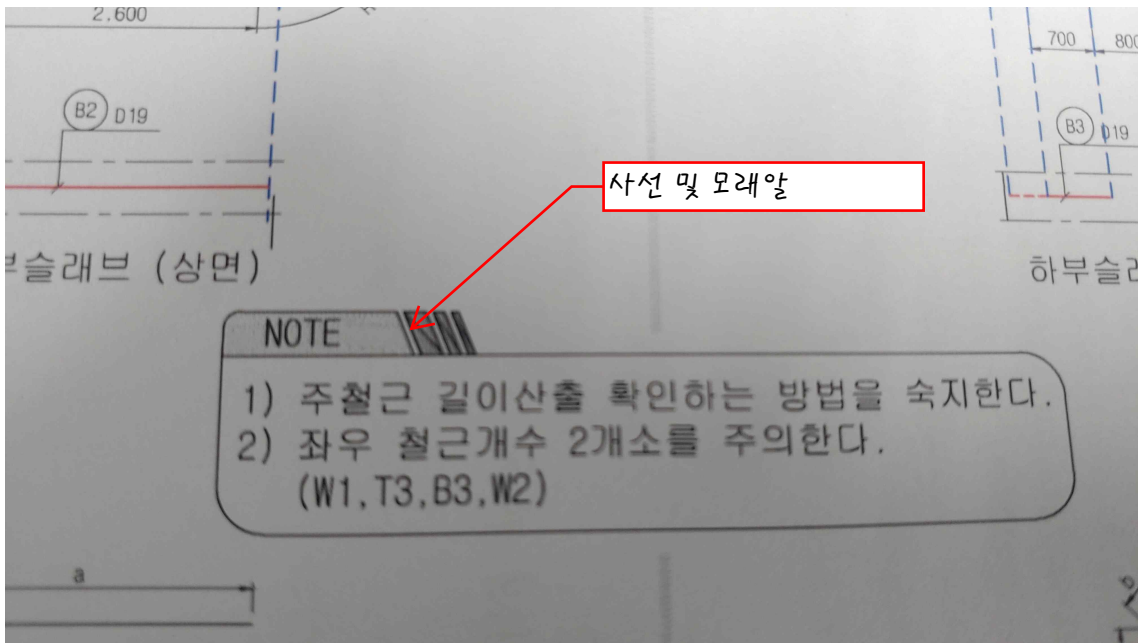 2.600
700 800
B2 D19
B3 D19
사선 및 모래알
슬래브 (상면)
하부슬래
NOTE
1) 주철근 길이산출 확인하는 방법을 숙지한다.
2) 좌우 철근개수 2개소를 주의한다.
(W1,T3,B3,W2)
a